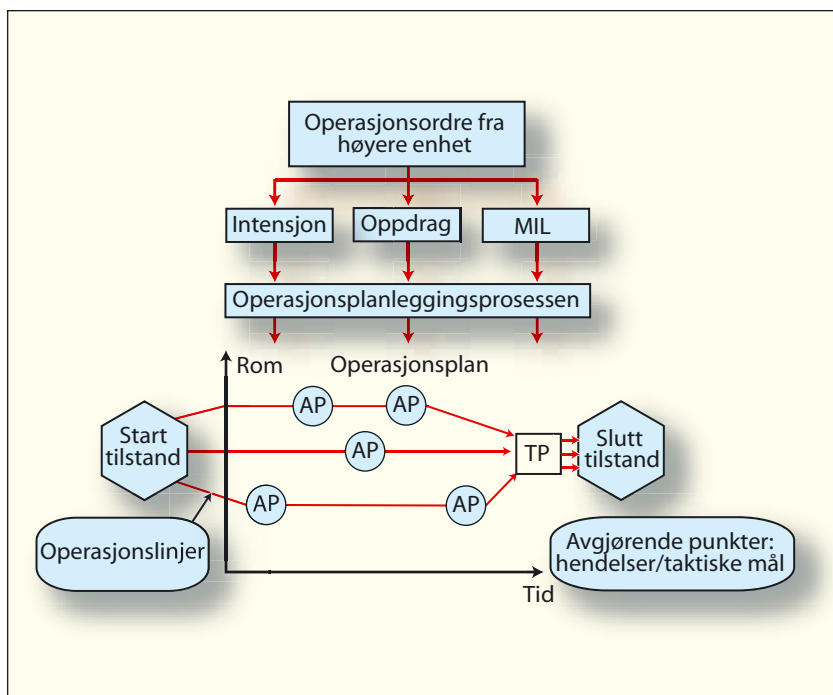 Operasjonsordre fra
høyere enhet
Intensjon
Oppdrag
MIL
Operasjonsplanleggingsprosessen
Rom
Operasjonsplan
AP
AP
Start
tilstand
AP
TP
Slutt
tilstand
AP
AP
Operasjonslinjer
Avgjørende punkter:
hendelser/taktiske mål
Tid